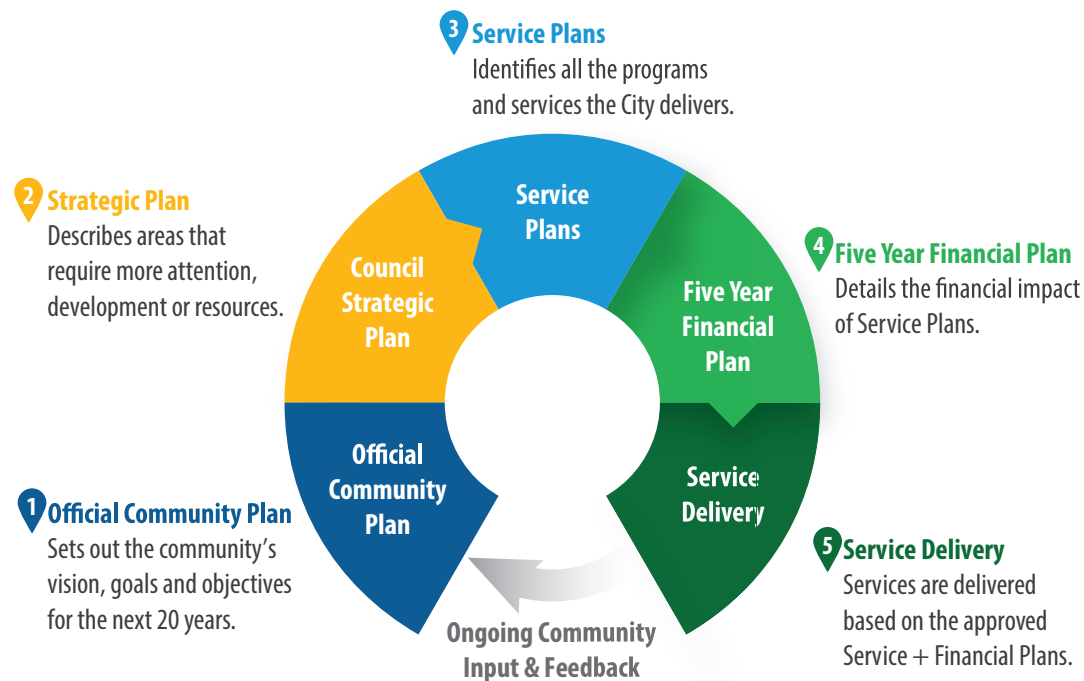 3 Service Plans
Identifies all the programs
and services the City delivers.
2 Strategic Plan
Describes areas that
require more attention,
development or resources.
4 Five Year Financial Plan
Details the financial impact
of Service Plans.
1 Official Community Plan
Sets out the community’s
vision, goals and objectives
for the next 20 years.
5 Service Delivery
Services are delivered
based on the approved
Service + Financial Plans.
Official
Community
Plan
Council
Strategic
Plan
Service
Plans
Five Year
Financial
Plan
Service
Delivery
Ongoing Community
Input & Feedback